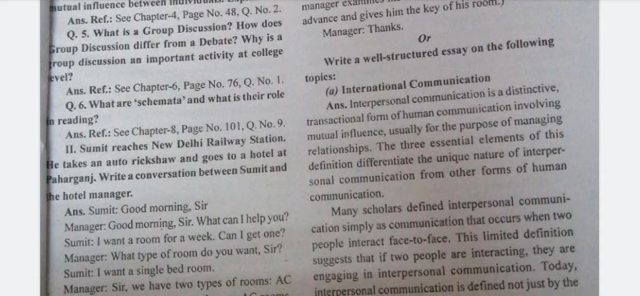 mutual influence between individuals.
Ans. Ref.: See Chapter-4, Page No. 48, Q. No. 2.
Q. 5. What is a Group Discussion? How does
Group Discussion differ from a Debate? Why is a
group discussion an important activity at college
level?
Ans. Ref.: See Chapter-6, Page No. 76, Q. No. 1.
Q. 6. What are 'schemata' and what is their role
in reading?
Ans. Ref.: See Chapter-8, Page No. 101, Q. No. 9.
II. Sumit reaches New Delhi Railway Station.
He takes an auto rickshaw and goes to a hotel at
Paharganj. Write a conversation between Sumit and
the hotel manager.
Ans. Sumit: Good morning, Sir
Manager: Good morning, Sir. What can I help you?
Sumit: I want a room for a week. Can I get one?
Manager: What type of room do you want, Sir?
Sumit: I want a single bed room.
Manager: Sir, we have two types of rooms: AC
manager
advance and gives him the key of his room.)
Manager: Thanks.
Or
Write a well-structured essay on the following
topics:
(a) International Communication
Ans. Interpersonal communication is a distinctive,
transactional form of human communication involving
mutual influence, usually for the purpose of managing
relationships. The three essential elements of this
definition differentiate the unique nature of interper-
sonal communication from other forms of human
communication.
Many scholars defined interpersonal communi-
cation simply as communication that occurs when two
people interact face-to-face. This limited definition
suggests that if two people are interacting, they are
engaging in interpersonal communication. Today,
interpersonal communication is defined not just by the